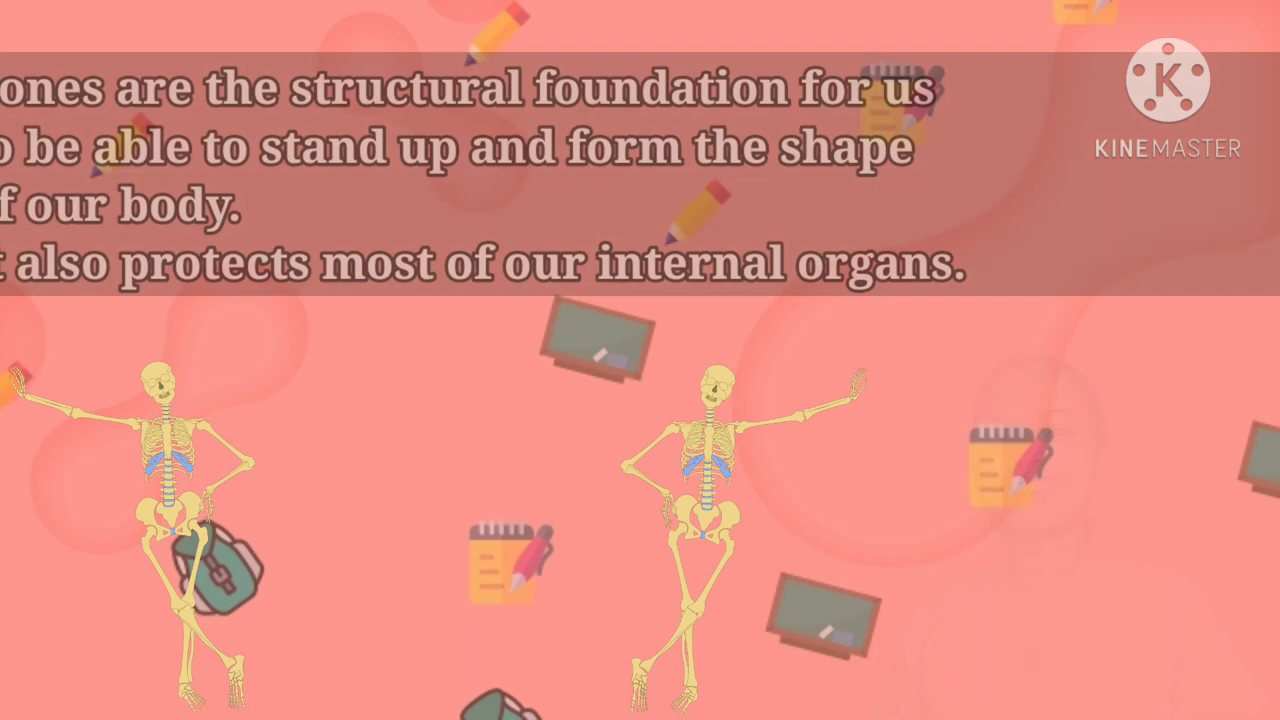 ones are the structural foundation for us
o be able to stand up and form the shape
f our body.
t also protects most of our internal organs.
K
KINEMASTER